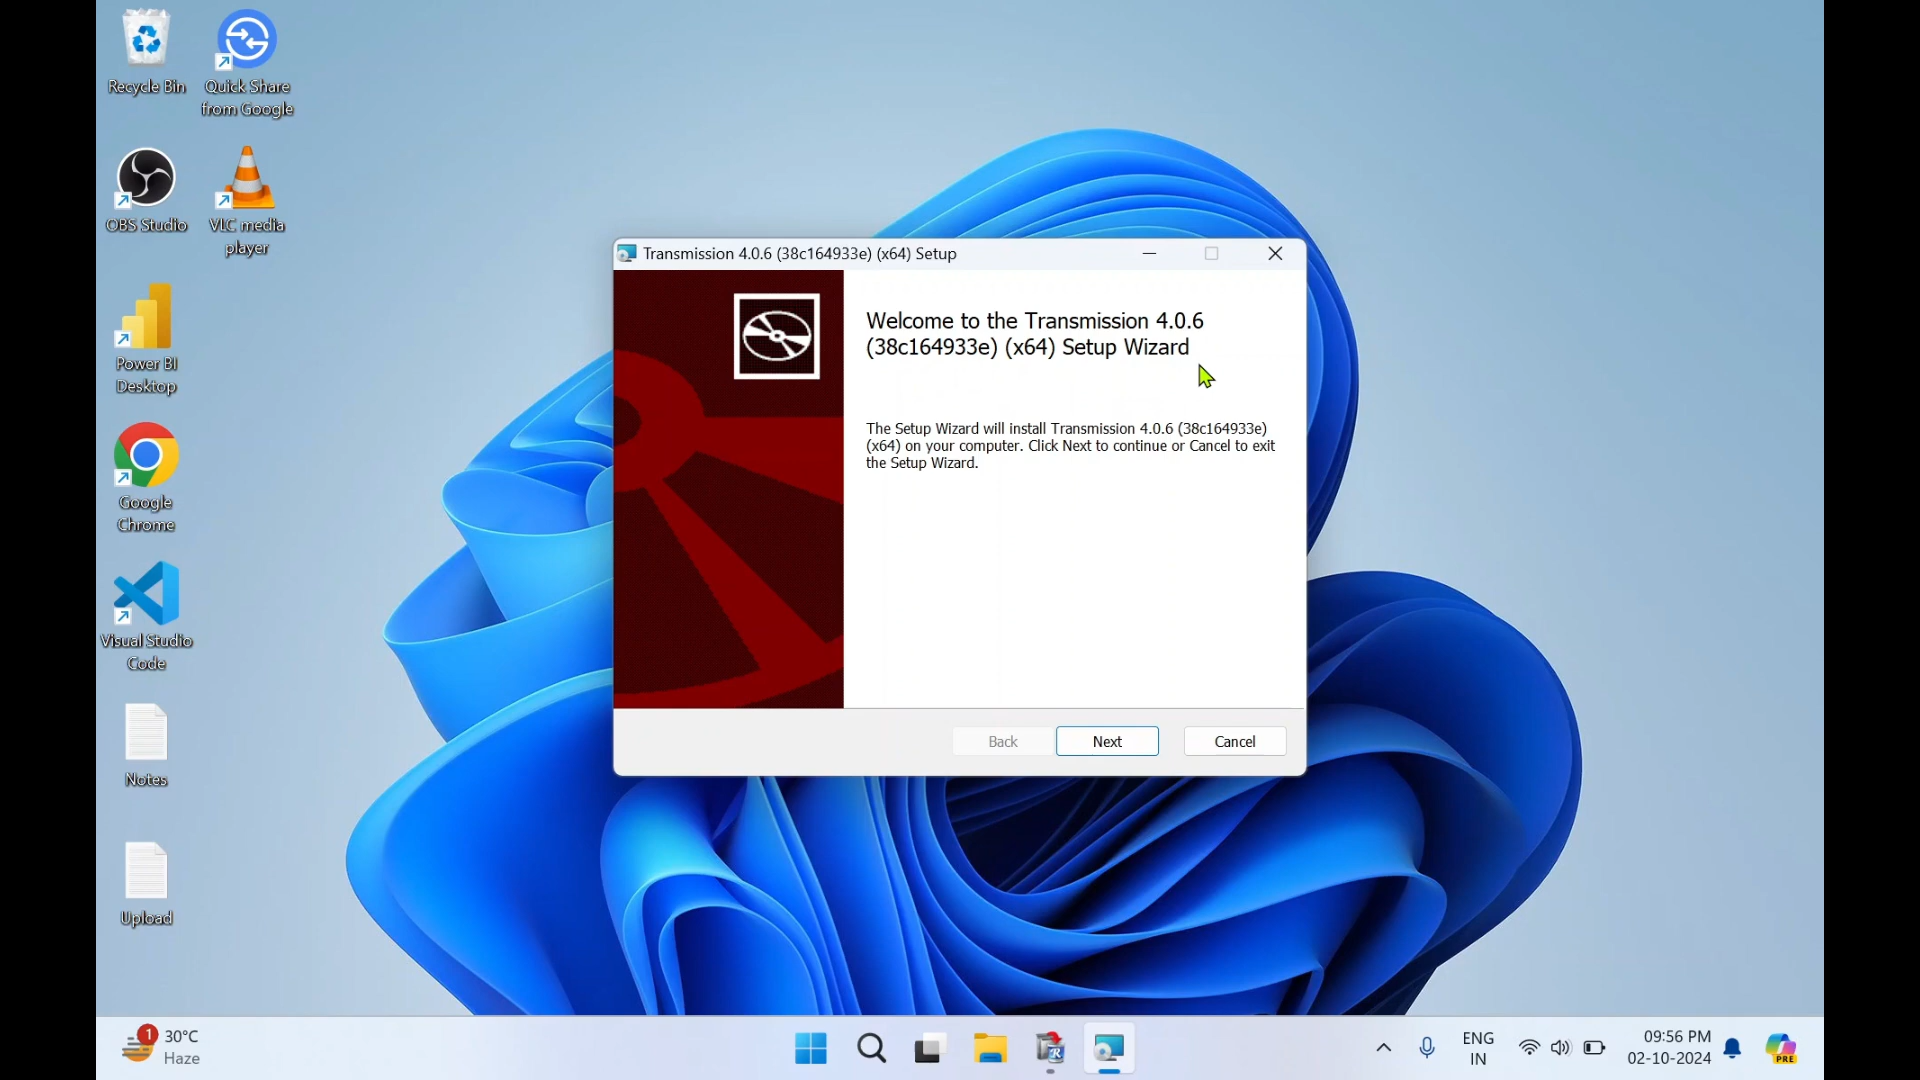 Recycle Bin
Quick Share
from Google
OBS Studio
VLC media
player
Power BI
Desktop
Google
Chrome
Visual Studio
Code
Notes
Upload
Transmission 4.0.6 (38c164933e) (x64) Setup
Welcome to the Transmission 4.0.6
(38c164933e) (x64) Setup Wizard
The Setup Wizard will install Transmission 4.0.6 (38c164933e)
(x64) on your computer. Click Next to continue or Cancel to exit
the Setup Wizard.
Back
Next
Cancel
1
30°C
Haze
R
ENG
IN
09:56 PM
02-10-2024
PRE